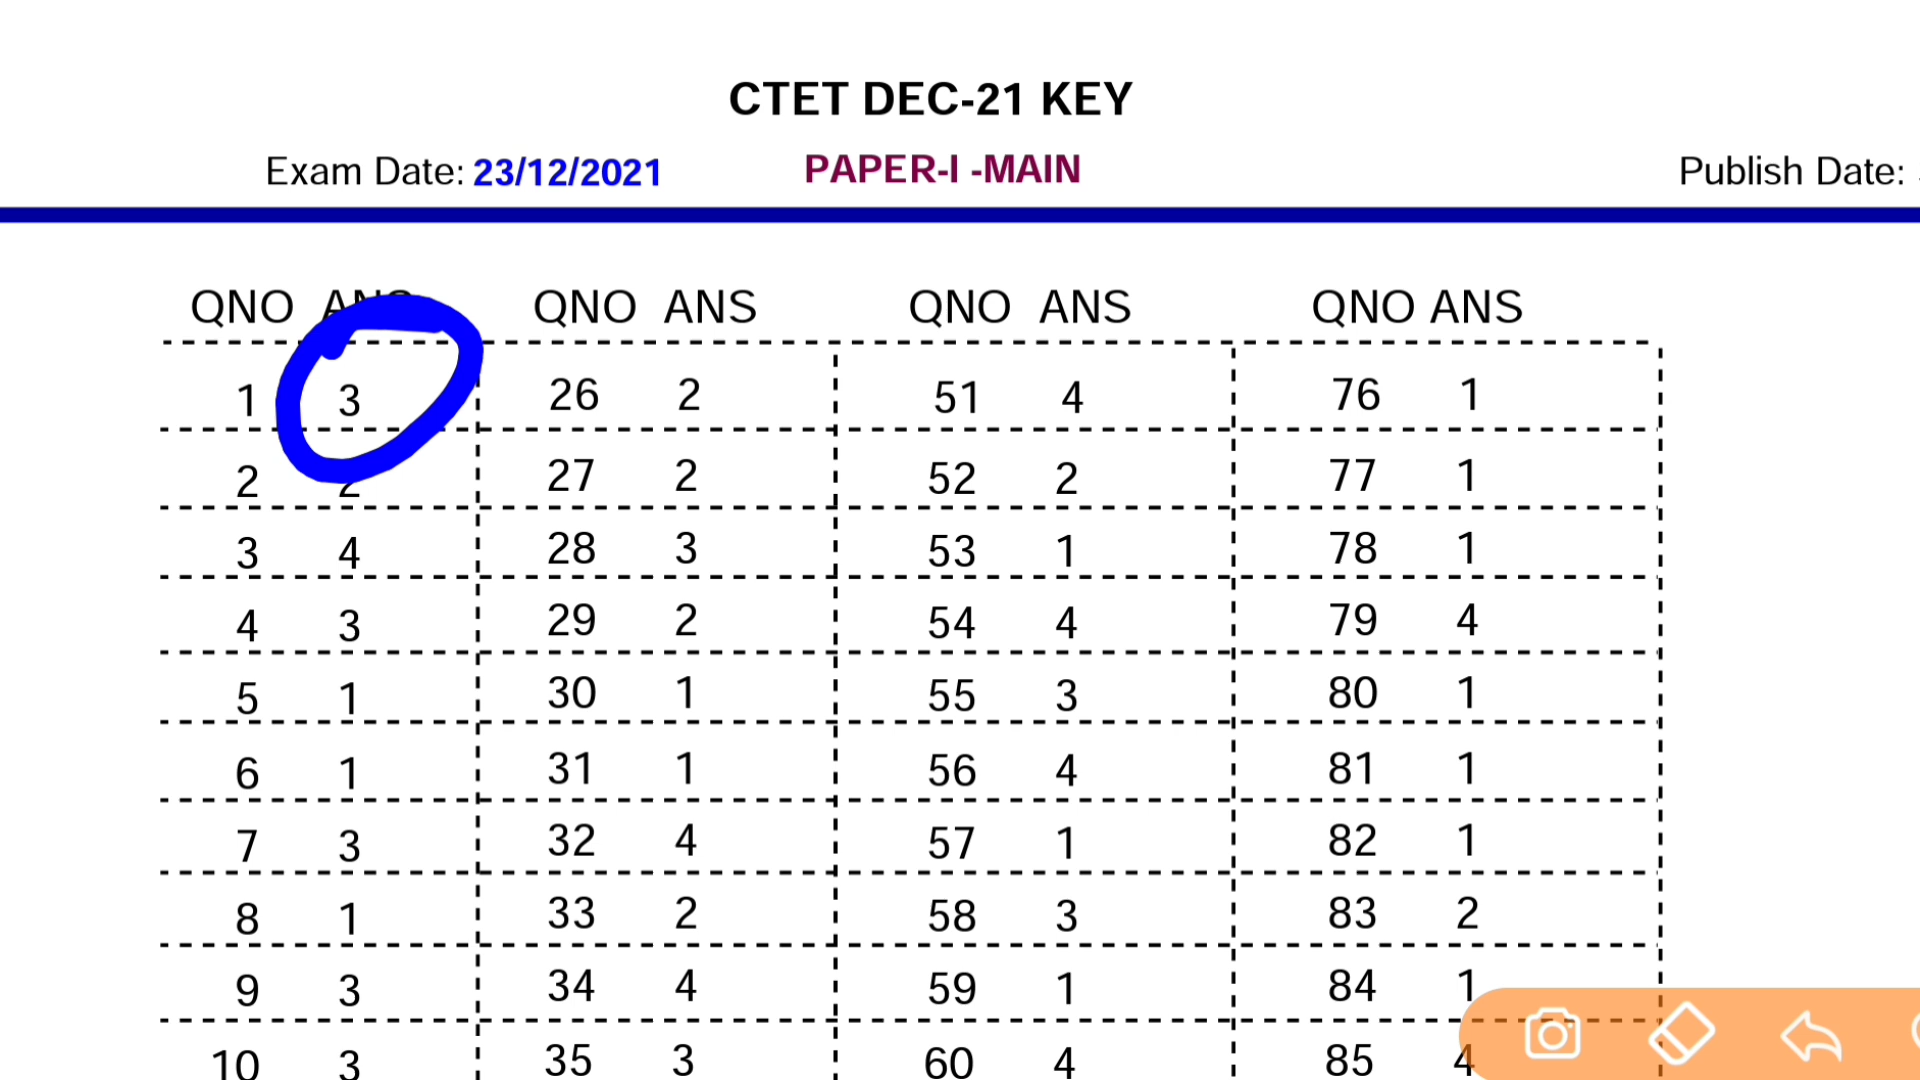 CTET DEC-21 KEY
Exam Date: 23/12/2021 PAPER-I -MAIN Publish Date:
QNO ANS QNO ANS QNO ANS QNO ANS
1 3 26 2 51 4 76 1
2 2 27 2 52 2 77 1
3 4 28 3 53 1 78 1
4 3 29 2 54 4 79 4
5 1 30 1 55 3 80 1
6 1 31 1 56 4 81 1
7 3 32 4 57 1 82 1
8 1 33 2 58 3 83 2
9 3 34 4 59 1 84 1
10 3 35 3 60 4 85 4